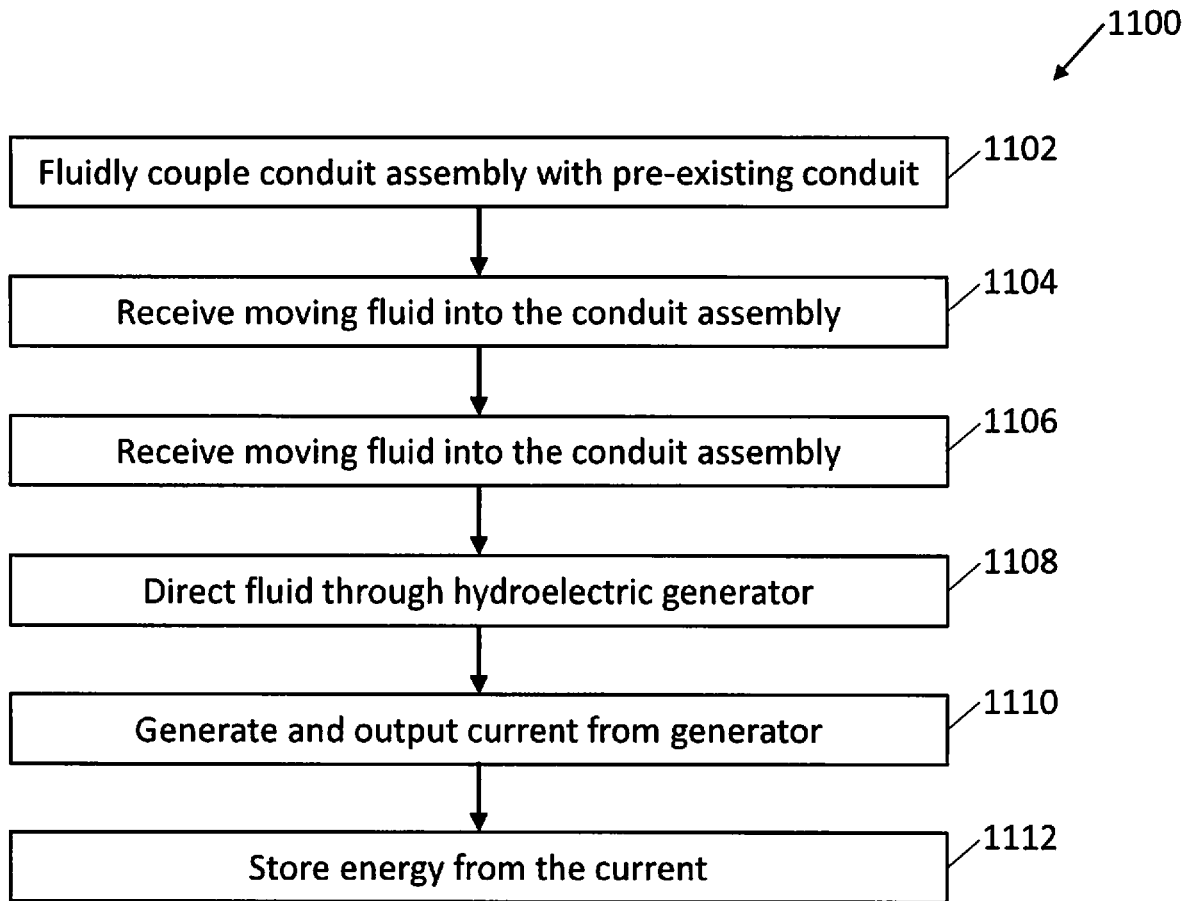 1100
Fluidly couple conduit assembly with pre-existing conduit
1102
Receive moving fluid into the conduit assembly
1104
Receive moving fluid into the conduit assembly
1106
Direct fluid through hydroelectric generator
1108
Generate and output current from generator
1110
Store energy from the current
1112